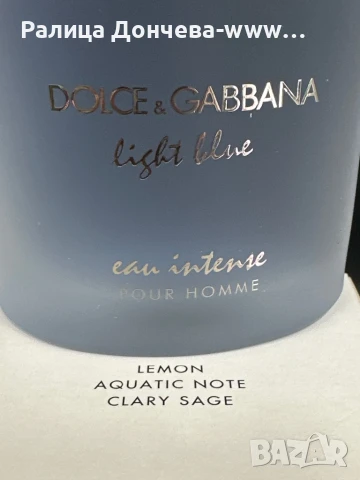 Ралица Дончева-www...
DOLCE & GABBANA
light blue
eau intense
POUR HOMME
LEMON
AQUATIC NOTE
CLARY SAGE
BAZAR